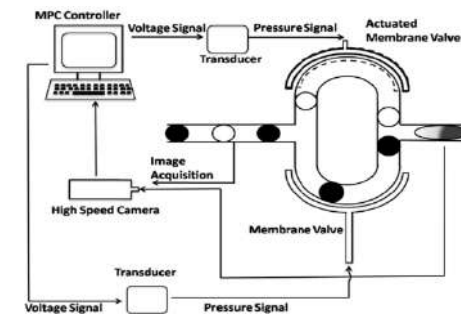 MPC Controller
Voltage Signal
Pressure Signal
Actuated
Membrane Valve
Transducer
Image
Acquisition
High Speed Camera
Membrane Valve
Transducer
Voltage Signal
Pressure Signal